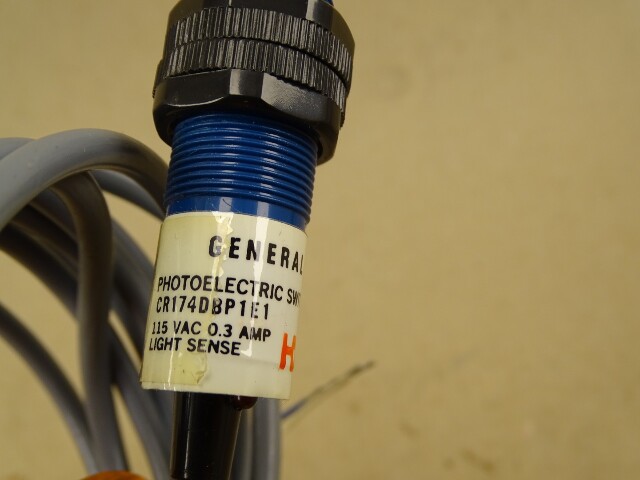 GENERAL
PHOTOELECTRIC SWI
CR174DBP1E1
115 VAC 0.3 AMP
LIGHT SENSE
H